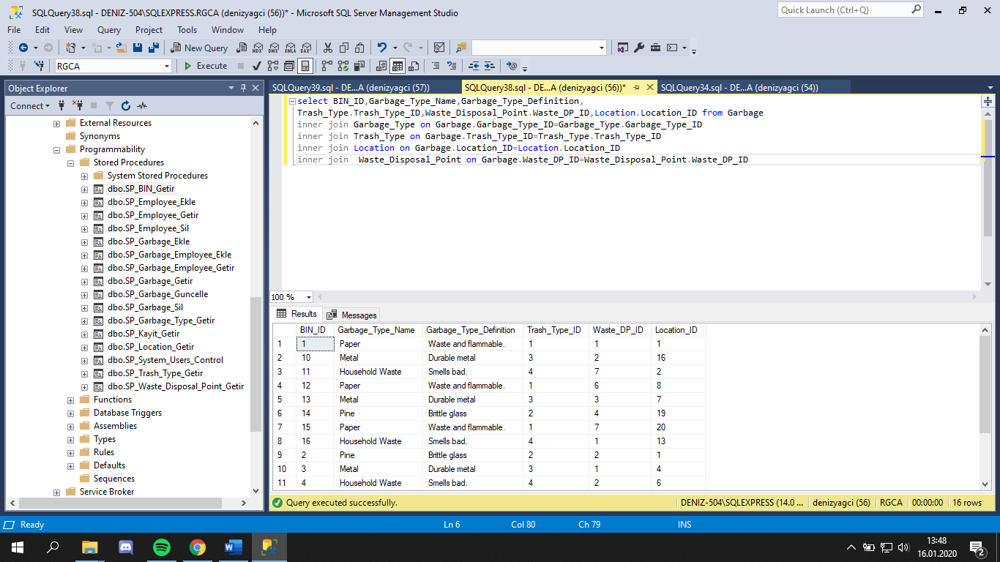 SQLQuery38.sql - DENIZ-504\SQLEXPRESS.RGCA (denizyagci (56))* - Microsoft SQL Server Management Studio
Quick Launch (Ctrl+Q)
File Edit View Query Project Tools Window Help
New Query MDX DMX XMLA DAX
RGCA Execute
Object Explorer
Connect
External Resources
Synonyms
Programmability
Stored Procedures
System Stored Procedures
dbo.SP_BIN_Getir
dbo.SP_Employee_Ekle
dbo.SP_Employee_Getir
dbo.SP_Employee_Sil
dbo.SP_Garbage_Ekle
dbo.SP_Garbage_Employee_Ekle
dbo.SP_Garbage_Employee_Getir
dbo.SP_Garbage_Getir
dbo.SP_Garbage_Guncelle
dbo.SP_Garbage_Sil
dbo.SP_Garbage_Type_Getir
dbo.SP_Kayit_Getir
dbo.SP_Location_Getir
dbo.SP_System_Users_Control
dbo.SP_Trash_Type_Getir
dbo.SP_Waste_Disposal_Point_Getir
Functions
Database Triggers
Assemblies
Types
Rules
Defaults
Sequences
Service Broker
SQLQuery39.sql - DE...A (denizyagci (57)) SQLQuery38.sql - DE...A (denizyagci (56))* SQLQuery34.sql - DE...A (denizyagci (54))
select BIN_ID,Garbage_Type_Name,Garbage_Type_Definition,
Trash_Type.Trash_Type_ID,Waste_Disposal_Point.Waste_DP_ID,Location.Location_ID from Garbage
inner join Garbage_Type on Garbage.Garbage_Type_ID=Garbage_Type.Garbage_Type_ID
inner join Trash_Type on Garbage.Trash_Type_ID=Trash_Type.Trash_Type_ID
inner join Location on Garbage.Location_ID=Location.Location_ID
inner join  Waste_Disposal_Point on Garbage.Waste_DP_ID=Waste_Disposal_Point.Waste_DP_ID
100 %
Results Messages
BIN_ID Garbage_Type_Name Garbage_Type_Definition Trash_Type_ID Waste_DP_ID Location_ID
1 1 Paper Waste and flammable. 1 1 1
2 10 Metal Durable metal 3 2 16
3 11 Household Waste Smells bad. 4 7 2
4 12 Paper Waste and flammable. 1 6 8
5 13 Metal Durable metal 3 3 7
6 14 Pine Brittle glass 2 4 19
7 15 Paper Waste and flammable. 1 7 20
8 16 Household Waste Smells bad. 4 1 13
9 2 Pine Brittle glass 2 2 1
10 3 Metal Durable metal 3 1 4
11 4 Household Waste Smells bad. 4 2 6
Query executed successfully. DENIZ-504\SQLEXPRESS (14.0 ... denizyagci (56) RGCA 00:00:00 16 rows
Ready Ln 6 Col 80 Ch 79 INS
13:48
16.01.2020
2